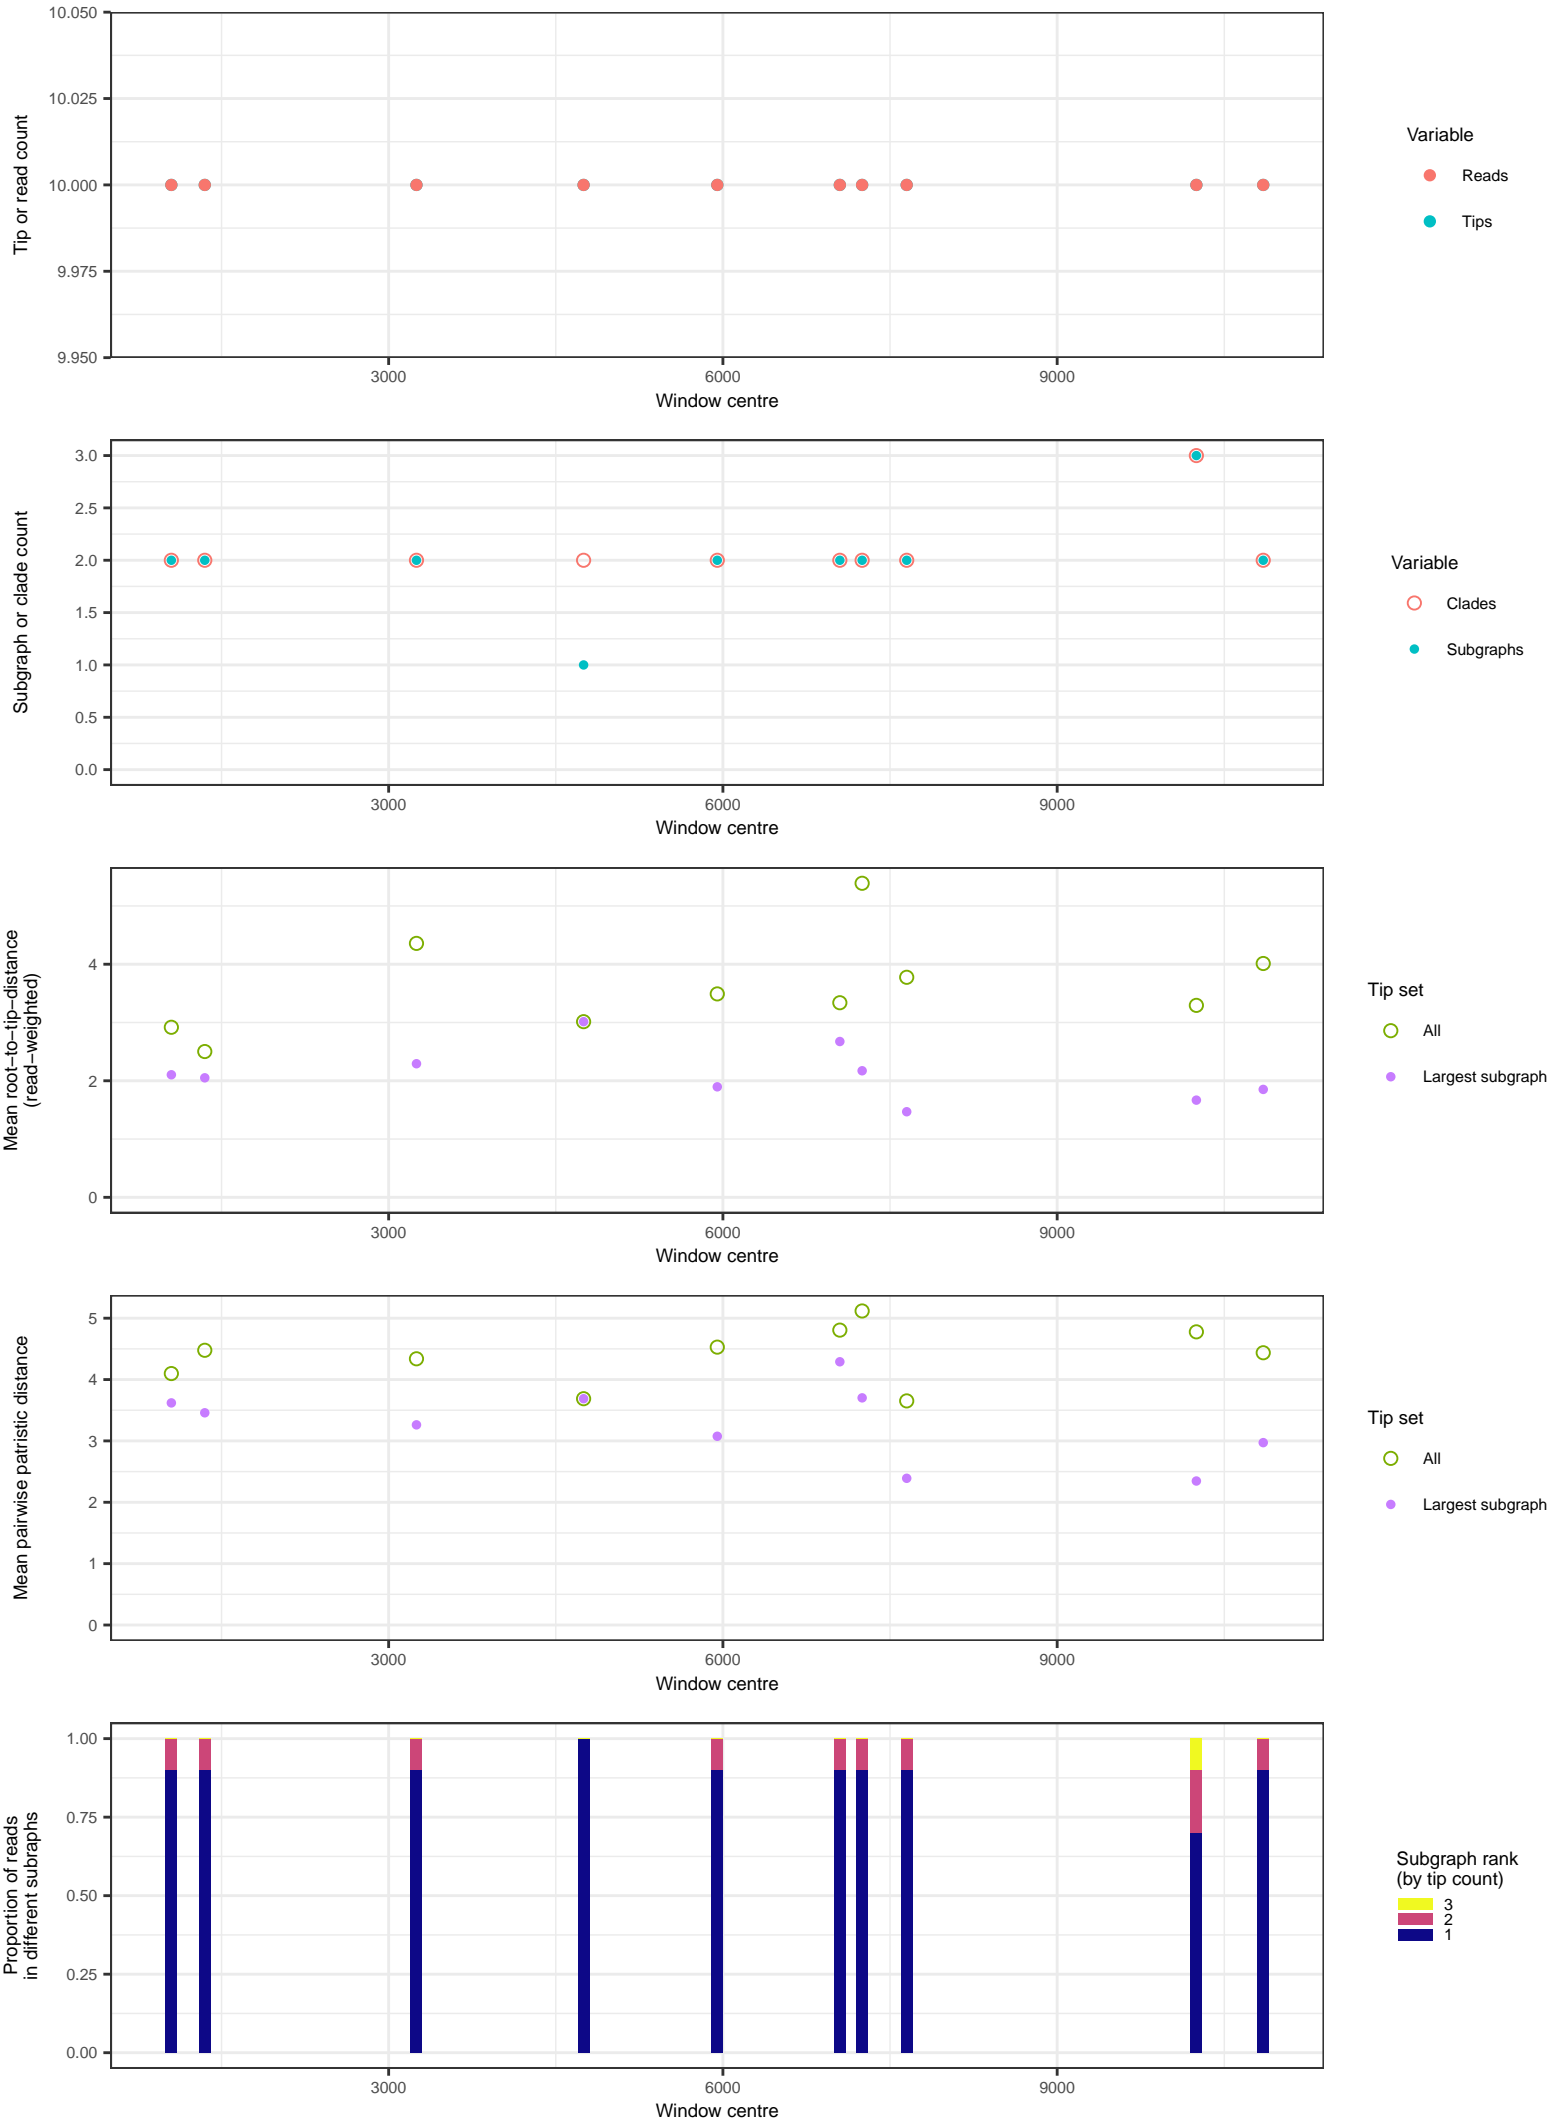 10.050
10.025
10.000
9.975
9.950
Tip or read count
3000 6000 9000
Window centre
Variable
Reads
Tips
3.0
2.5
2.0
1.5
1.0
0.5
0.0
Subgraph or clade count
3000 6000 9000
Window centre
Variable
Clades
Subgraphs
4
2
0
Mean root−to−tip−distance
(read−weighted)
3000 6000 9000
Window centre
Tip set
All
Largest subgraph
5
4
3
2
1
0
Mean pairwise patristic distance
3000 6000 9000
Window centre
Tip set
All
Largest subgraph
1.00
0.75
0.50
0.25
0.00
Proportion of reads
in different subraphs
3000 6000 9000
Window centre
Subgraph rank
(by tip count)
3
2
1